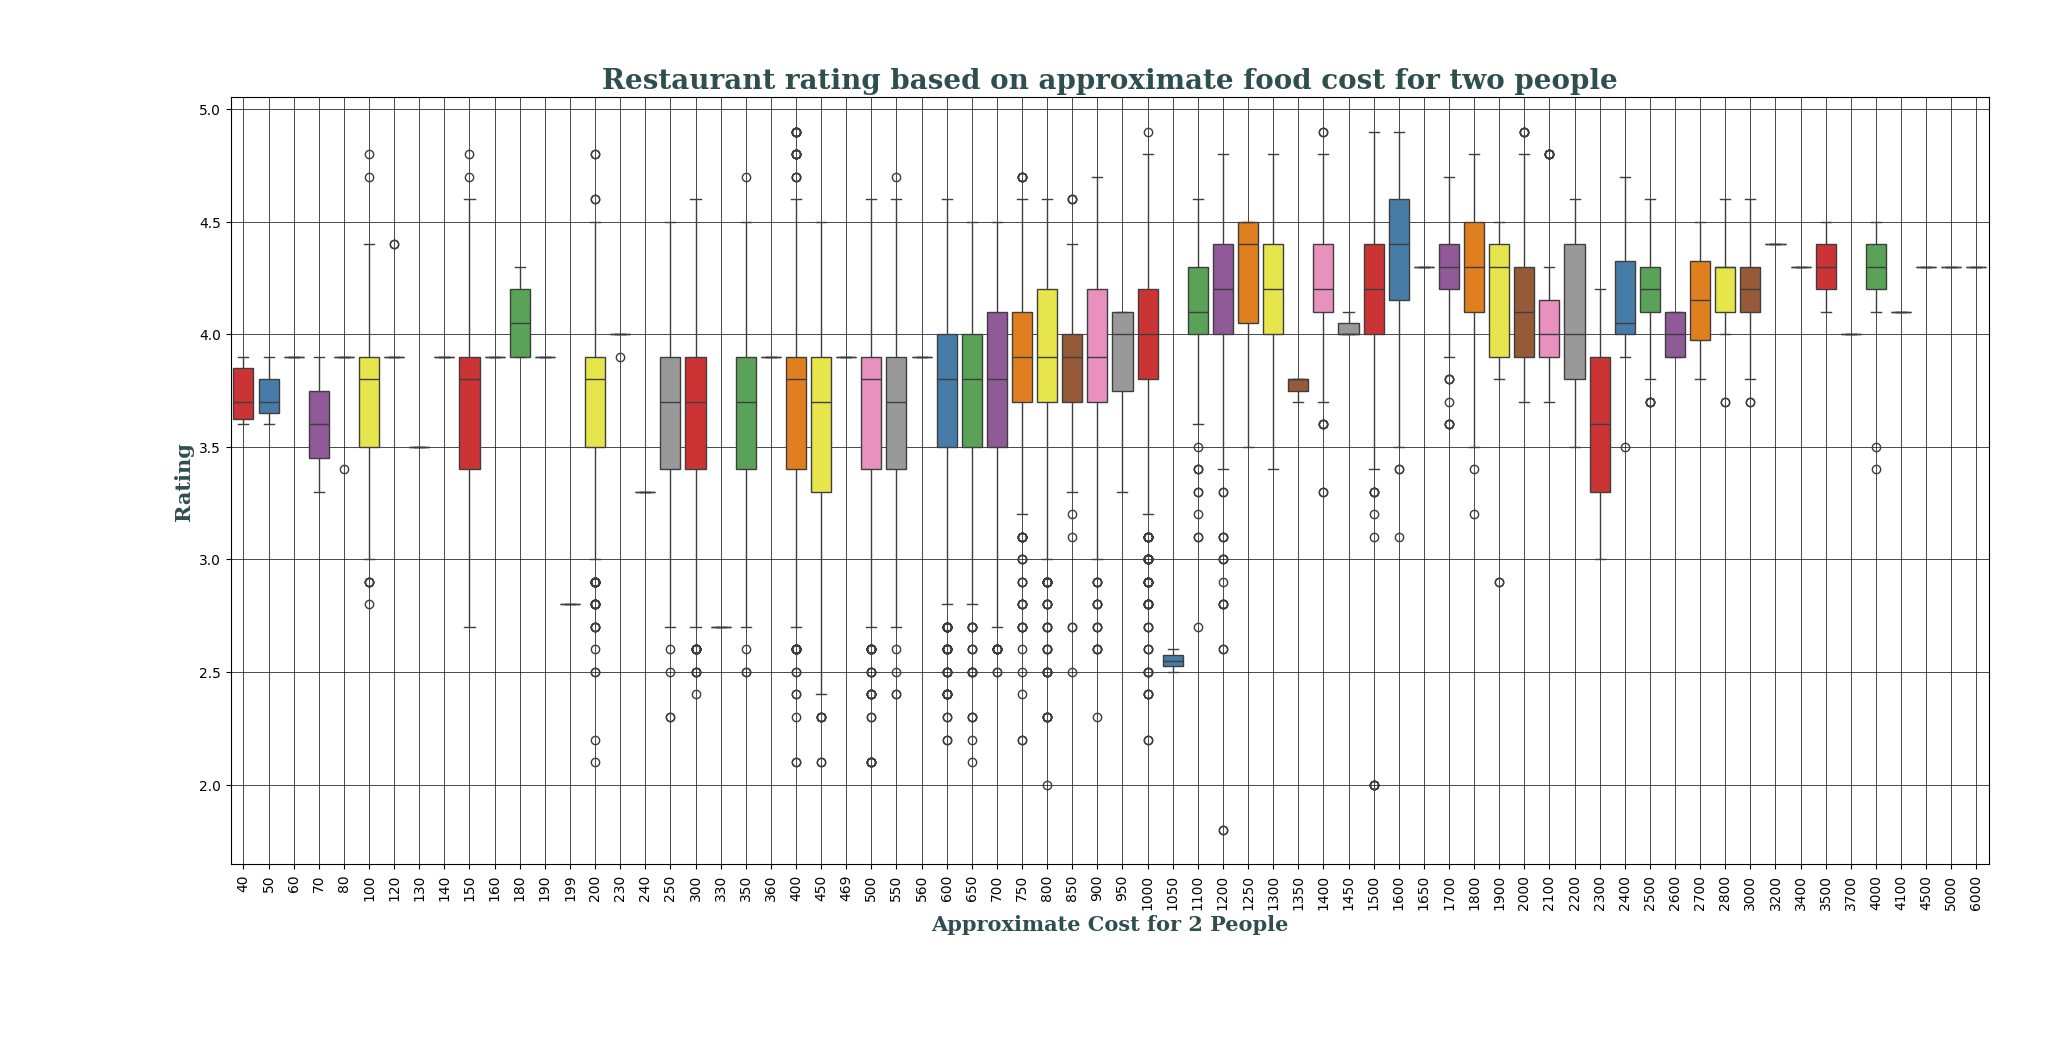 Restaurant rating based on approximate food cost for two people
5.0
4.5
4.0
3.5
3.0
2.5
2.0
Rating
40 50 60 70 80 100 120 130 140 150 160 180 190 199 200 230 240 250 300 330 350 360 400 450 469 500 550 560 600 650 700 750 800 850 900 950 1000 1050 1100 1200 1250 1300 1350 1400 1450 1500 1600 1650 1700 1800 1900 2000 2100 2200 2300 2400 2500 2600 2700 2800 3000 3200 3400 3500 3700 4000 4100 4500 5000 6000
Approximate Cost for 2 People